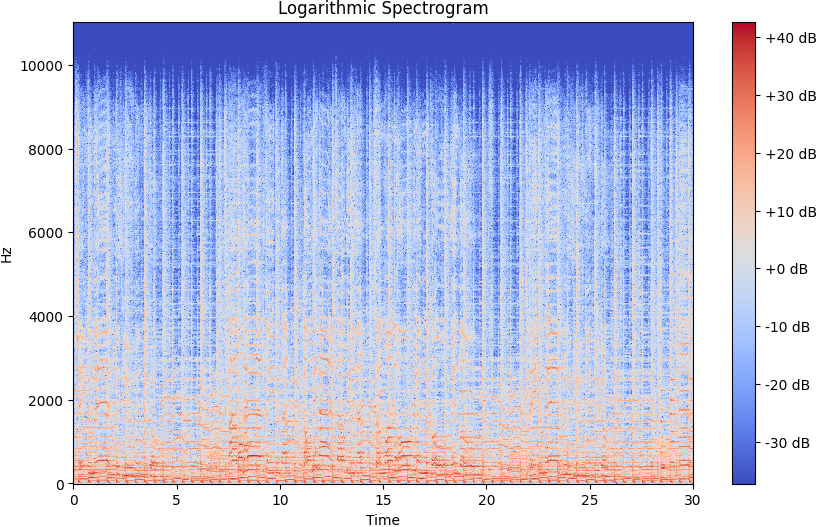 Logarithmic Spectrogram
Hz
10000
8000
6000
4000
2000
0
0 5 10 15 20 25 30
Time
+40 dB
+30 dB
+20 dB
+10 dB
+0 dB
-10 dB
-20 dB
-30 dB